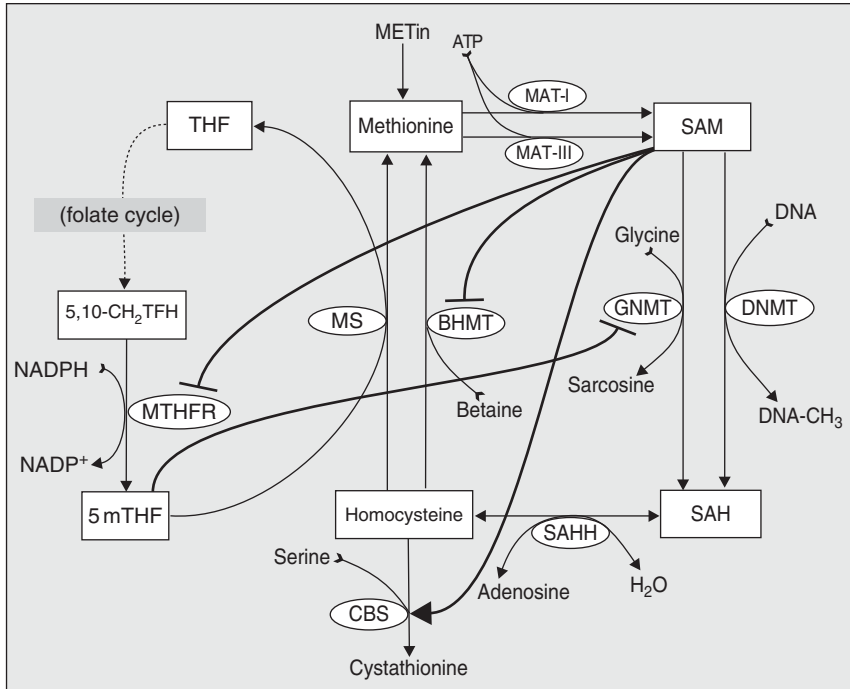 METin
ATP
MAT-I
THF
Methionine
SAM
MAT-III
(folate cycle)
DNA
Glycine
5,10-CH₂TFH
MS
BHMT
GNMT
DNMT
NADPH
Sarcosine
MTHFR
Betaine
DNA-CH₃
NADP⁺
5 mTHF
Homocysteine
SAH
SAHH
Serine
Adenosine
H₂O
CBS
Cystathionine